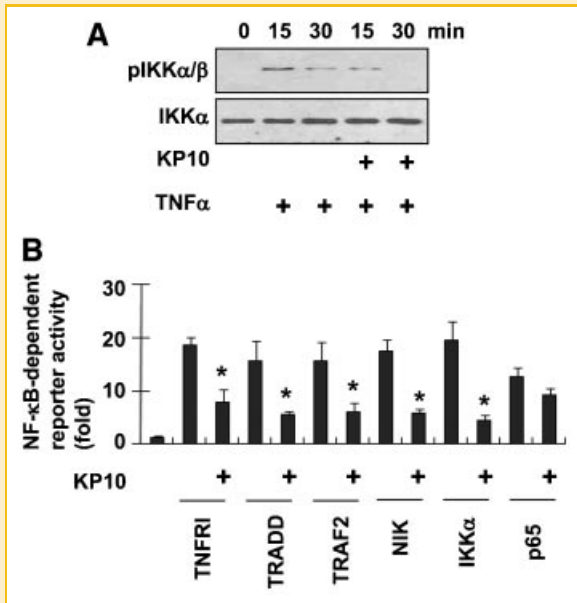 A
0 15 30 15 30 min
pIKKα/β
IKKα
KP10 + +
TNFα + + + +
B
NF-κB-dependent
reporter activity
(fold)
30
20
10
0
* * * * *
KP10 + + + + + +
TNFRI TRADD TRAF2 NIK IKKα p65